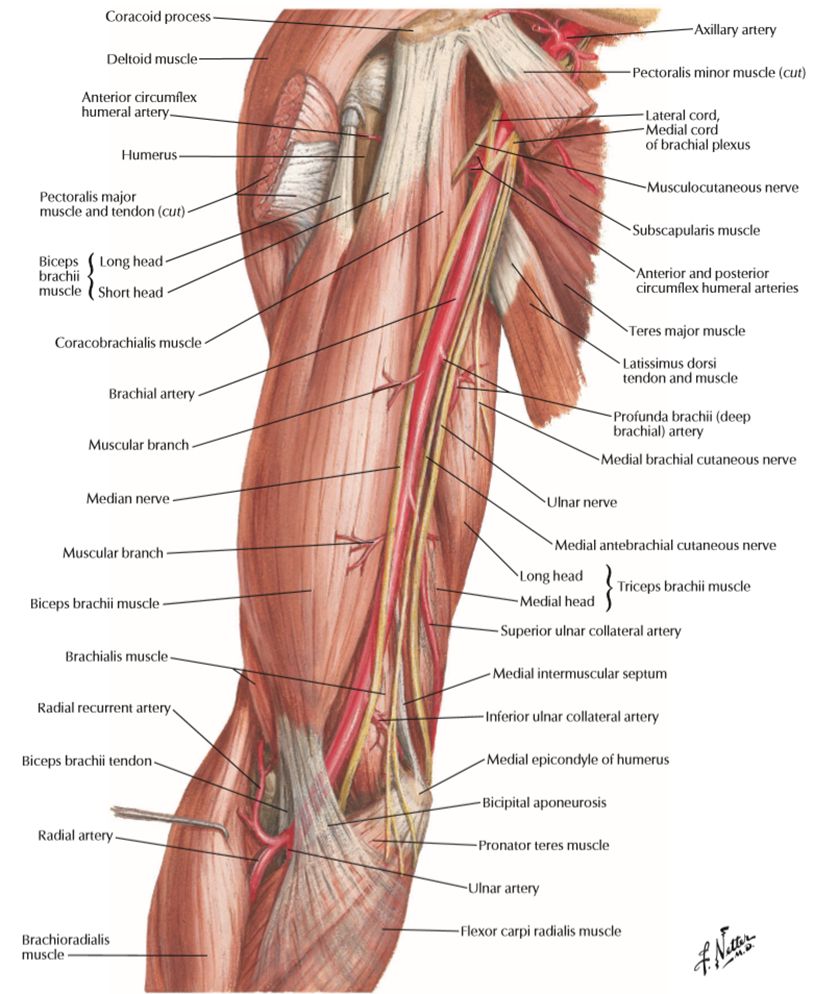 Coracoid process
Deltoid muscle
Anterior circumflex
humeral artery
Humerus
Pectoralis major
muscle and tendon (cut)
Biceps
brachii
muscle
Long head
Short head
Coracobrachialis muscle
Brachial artery
Muscular branch
Median nerve
Muscular branch
Biceps brachii muscle
Brachialis muscle
Radial recurrent artery
Biceps brachii tendon
Radial artery
Brachioradialis
muscle
Axillary artery
Pectoralis minor muscle (cut)
Lateral cord,
Medial cord
of brachial plexus
Musculocutaneous nerve
Subscapularis muscle
Anterior and posterior
circumflex humeral arteries
Teres major muscle
Latissimus dorsi
tendon and muscle
Profunda brachii (deep
brachial) artery
Medial brachial cutaneous nerve
Ulnar nerve
Medial antebrachial cutaneous nerve
Long head
Medial head
Triceps brachii muscle
Superior ulnar collateral artery
Medial intermuscular septum
Inferior ulnar collateral artery
Medial epicondyle of humerus
Bicipital aponeurosis
Pronator teres muscle
Ulnar artery
Flexor carpi radialis muscle
F. Netter
M.D.